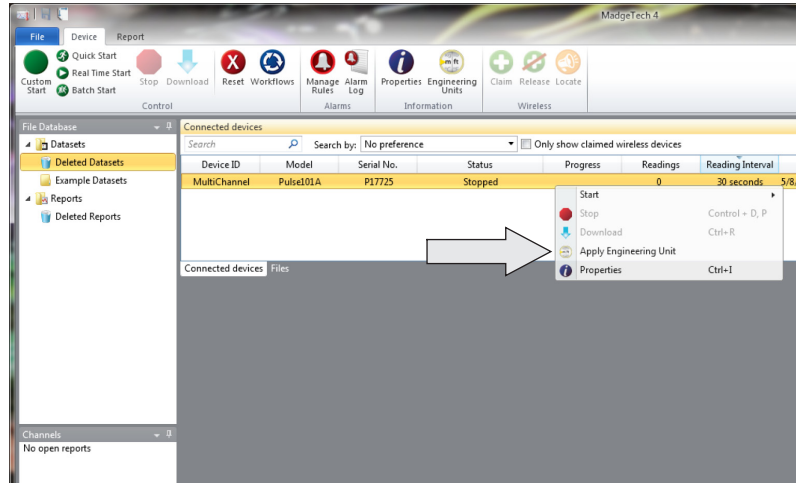 MadgeTech 4
File Device Report
Custom Start
Quick Start
Real Time Start
Batch Start
Stop
Download
Reset
Workflows
Manage Rules
Alarm Log
Properties
Engineering Units
Claim
Release
Locate
Control
Alarms
Information
Wireless
File Database
Datasets
Deleted Datasets
Example Datasets
Reports
Deleted Reports
Connected devices
Search
Search by: No preference
Only show claimed wireless devices
Device ID Model Serial No. Status Progress Readings Reading Interval
MultiChannel Pulse101A P17725 Stopped 0 30 seconds 5/8/
Start
Stop Control + D, P
Download Ctrl+R
Apply Engineering Unit
Properties Ctrl+I
Connected devices Files
Channels
No open reports